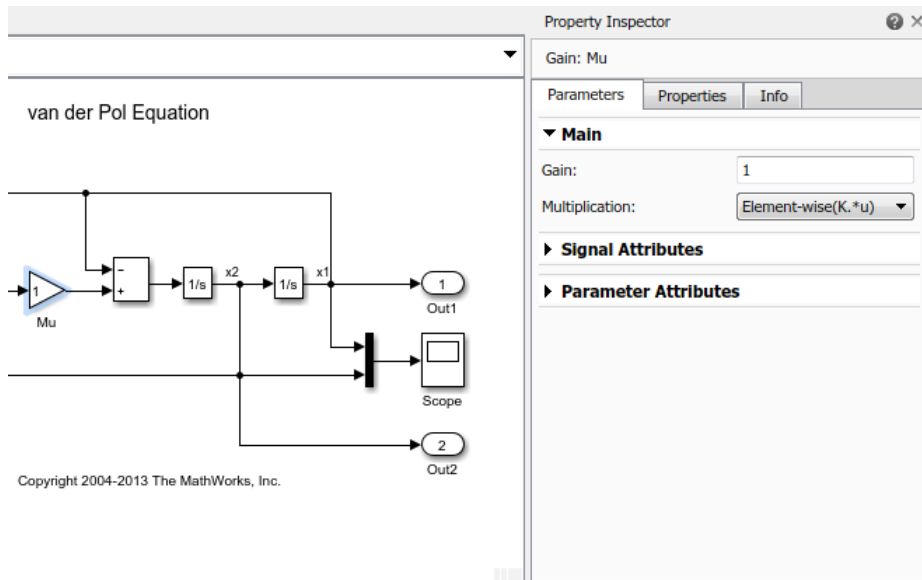 Property Inspector
Gain: Mu
Parameters Properties Info
Main
Gain: 1
Multiplication: Element-wise(K.*u)
Signal Attributes
Parameter Attributes
van der Pol Equation
−
+
1
Mu
1/s
x2
1/s
x1
1
Out1
Scope
2
Out2
Copyright 2004-2013 The MathWorks, Inc.